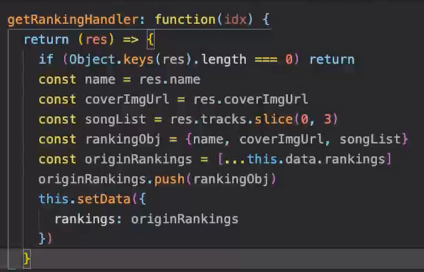 getRankingHandler: function(idx) {
return (res) => {
if (Object.keys(res).length === 0) return
const name = res.name
const coverImgUrl = res.coverImgUrl
const songList = res.tracks.slice(0, 3)
const rankingObj = {name, coverImgUrl, songList}
const originRankings = [...this.data.rankings]
originRankings.push(rankingObj)
this.setData({
rankings: originRankings
})
}